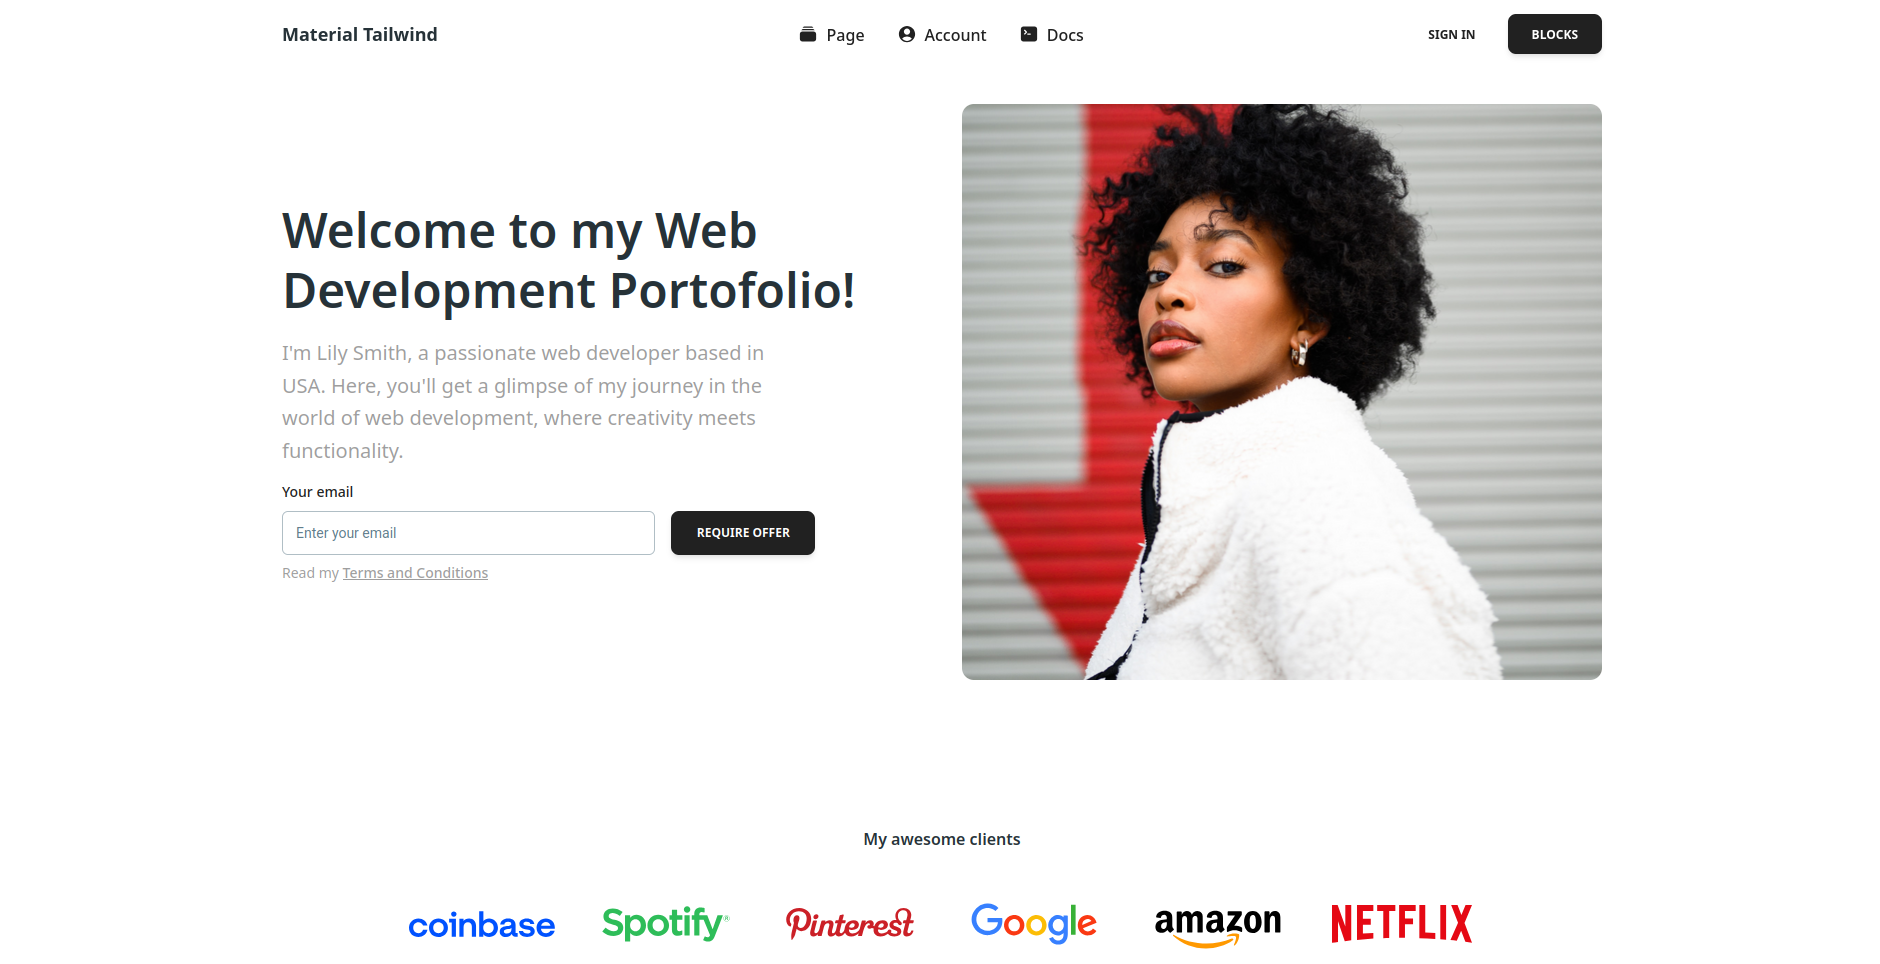 Material Tailwind
Page
Account
Docs
SIGN IN
BLOCKS
Welcome to my Web
Development Portofolio!
I'm Lily Smith, a passionate web developer based in
USA. Here, you'll get a glimpse of my journey in the
world of web development, where creativity meets
functionality.
Your email
Enter your email
REQUIRE OFFER
Read my Terms and Conditions
My awesome clients
coinbase
Spotify®
Pinterest
Google
amazon
NETFLIX